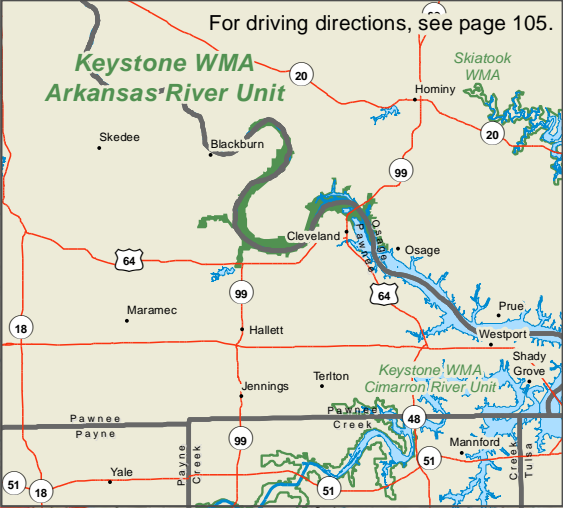 For driving directions, see page 105.
Keystone WMA
Arkansas River Unit
Skiatook
WMA
20
Hominy
20
Skedee
Blackburn
99
Cleveland
Osage
Pawnee
Osage
64
64
99
Maramec
18
Hallett
Prue
Westport
Shady
Grove
Keystone WMA
Cimarron River Unit
Terlton
Jennings
Pawnee
Creek
48
Pawnee
Payne
99
Payne
Creek
Mannford
51
Creek
Tulsa
Yale
51
18
51